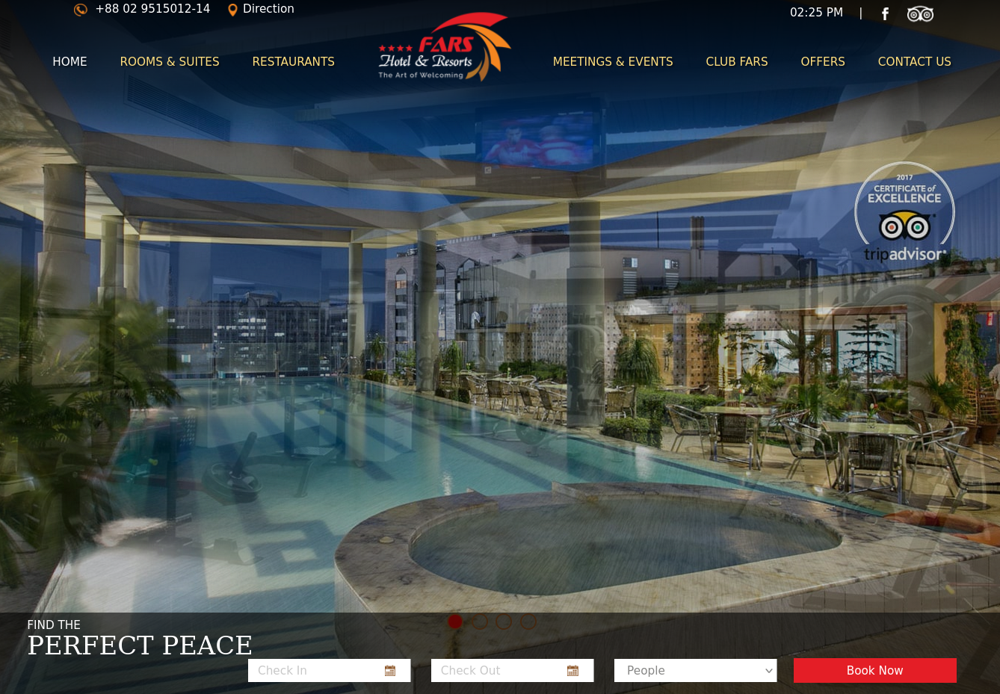 +88 02 9515012-14
Direction
02:25 PM
|
HOME
ROOMS & SUITES
RESTAURANTS
FARS
Hotel & Resorts
The Art of Welcoming
MEETINGS & EVENTS
CLUB FARS
OFFERS
CONTACT US
2017
CERTIFICATE of
EXCELLENCE
tripadvisor
FIND THE
PERFECT PEACE
Check In
Check Out
People
Book Now